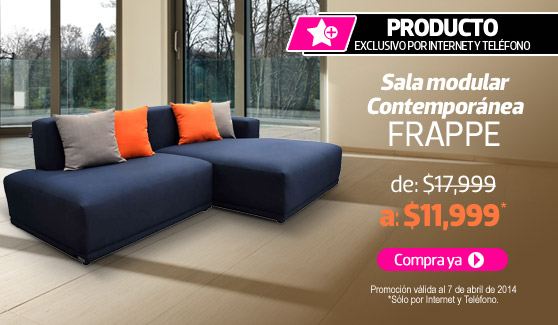 PRODUCTO
EXCLUSIVO POR INTERNET Y TELÉFONO
Sala modular
Contemporánea
FRAPPE
de: $17,999
a: $11,999*
Compra ya
Promoción válida al 7 de abril de 2014
*Sólo por Internet y Teléfono.